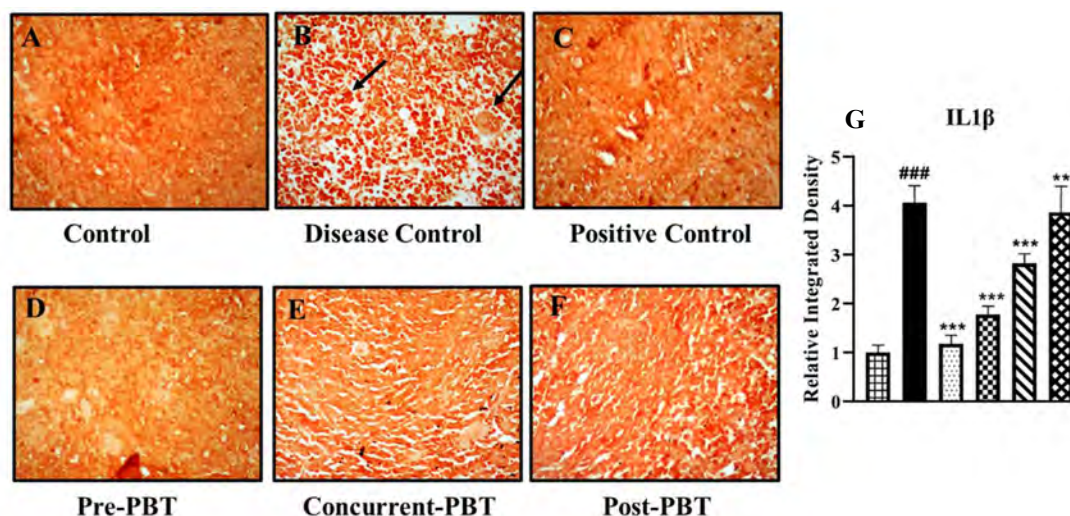 A
B
C
Control
Disease Control
Positive Control
D
E
F
Pre-PBT
Concurrent-PBT
Post-PBT
G
IL1β
Relative Integrated Density
5
4
3
2
1
0
###
***
***
***
**